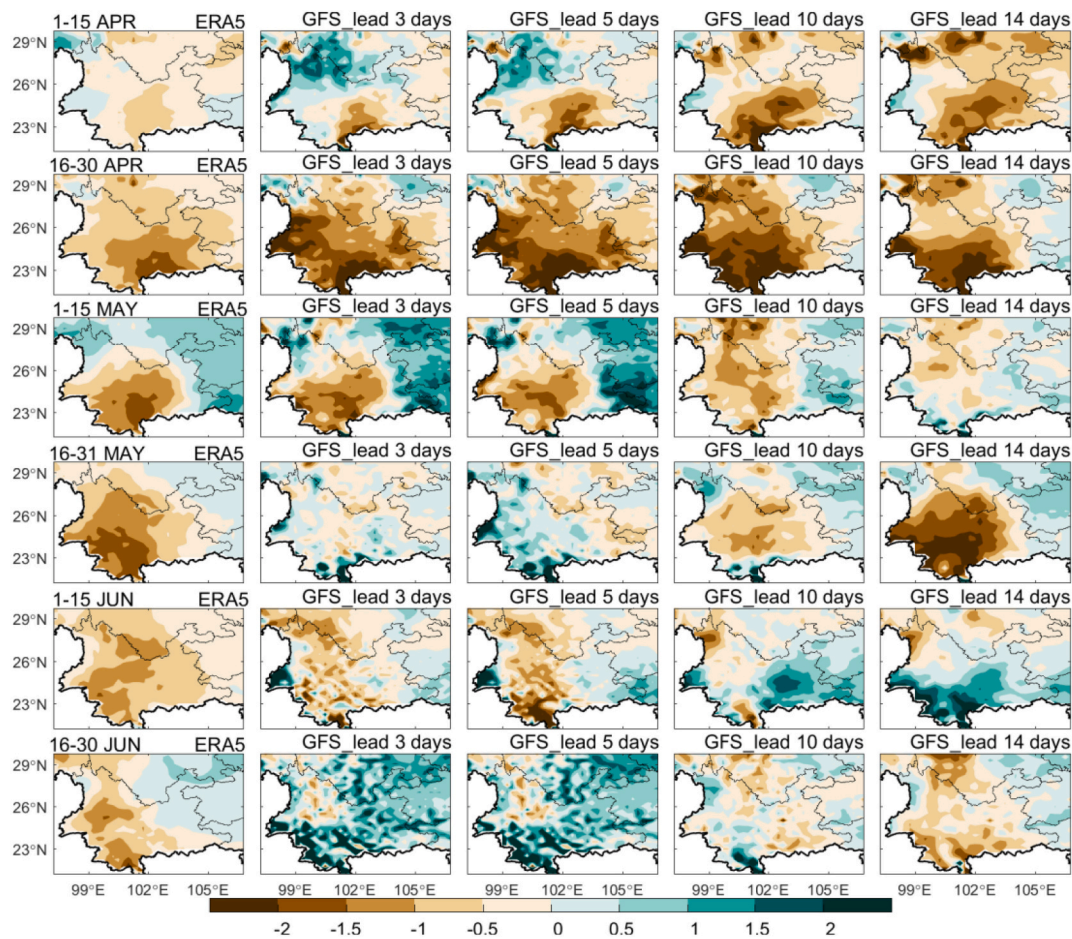 1-15 APR ERA5 GFS_lead 3 days GFS_lead 5 days GFS_lead 10 days GFS_lead 14 days
29°N
26°N
23°N
16-30 APR ERA5 GFS_lead 3 days GFS_lead 5 days GFS_lead 10 days GFS_lead 14 days
29°N
26°N
23°N
1-15 MAY ERA5 GFS_lead 3 days GFS_lead 5 days GFS_lead 10 days GFS_lead 14 days
29°N
26°N
23°N
16-31 MAY ERA5 GFS_lead 3 days GFS_lead 5 days GFS_lead 10 days GFS_lead 14 days
29°N
26°N
23°N
1-15 JUN ERA5 GFS_lead 3 days GFS_lead 5 days GFS_lead 10 days GFS_lead 14 days
29°N
26°N
23°N
16-30 JUN ERA5 GFS_lead 3 days GFS_lead 5 days GFS_lead 10 days GFS_lead 14 days
29°N
26°N
23°N
99°E 102°E 105°E 99°E 102°E 105°E 99°E 102°E 105°E 99°E 102°E 105°E 99°E 102°E 105°E
-2 -1.5 -1 -0.5 0 0.5 1 1.5 2